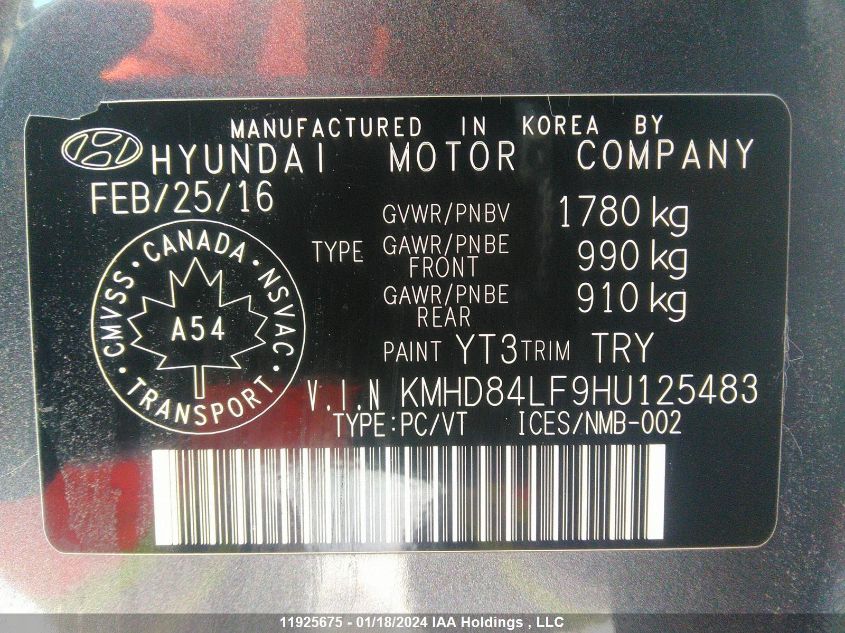 MANUFACTURED IN KOREA BY
HYUNDAI MOTOR COMPANY
FEB/25/16
GVWR/PNBV 1780 kg
TYPE GAWR/PNBE FRONT 990 kg
GAWR/PNBE REAR 910 kg
PAINT YT3 TRIM TRY
CMVSS · CANADA · NSVAC · TRANSPORT ·
A54
V.I.N KMHD84LF9HU125483
TYPE:PC/VT ICES/NMB-002
11925675 - 01/18/2024 IAA Holdings , LLC